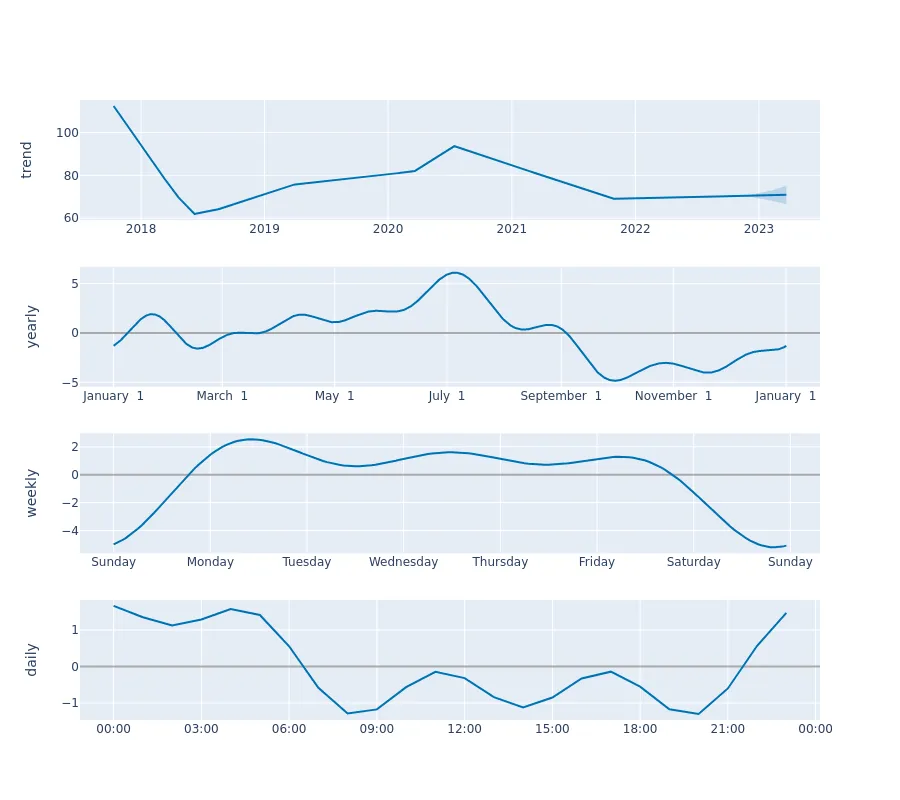 trend
100
80
60
2018 2019 2020 2021 2022 2023
yearly
5
0
−5
January 1 March 1 May 1 July 1 September 1 November 1 January 1
weekly
2
0
−2
−4
Sunday Monday Tuesday Wednesday Thursday Friday Saturday Sunday
daily
1
0
−1
00:00 03:00 06:00 09:00 12:00 15:00 18:00 21:00 00:00